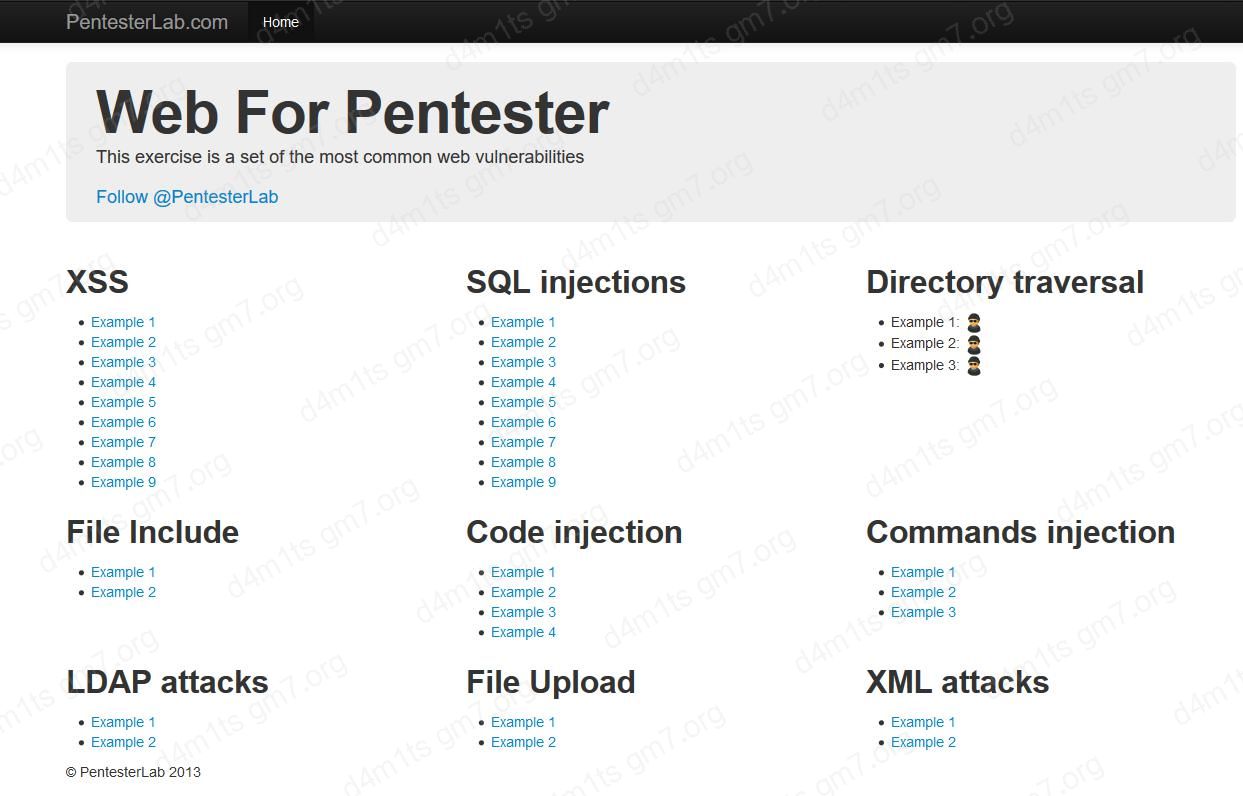 PentesterLab.com Home
Web For Pentester
This exercise is a set of the most common web vulnerabilities
Follow @PentesterLab
XSS
Example 1
Example 2
Example 3
Example 4
Example 5
Example 6
Example 7
Example 8
Example 9
SQL injections
Example 1
Example 2
Example 3
Example 4
Example 5
Example 6
Example 7
Example 8
Example 9
Directory traversal
Example 1:
Example 2:
Example 3:
File Include
Example 1
Example 2
Code injection
Example 1
Example 2
Example 3
Example 4
Commands injection
Example 1
Example 2
Example 3
LDAP attacks
Example 1
Example 2
File Upload
Example 1
Example 2
XML attacks
Example 1
Example 2
© PentesterLab 2013
d4m1ts gm7.org